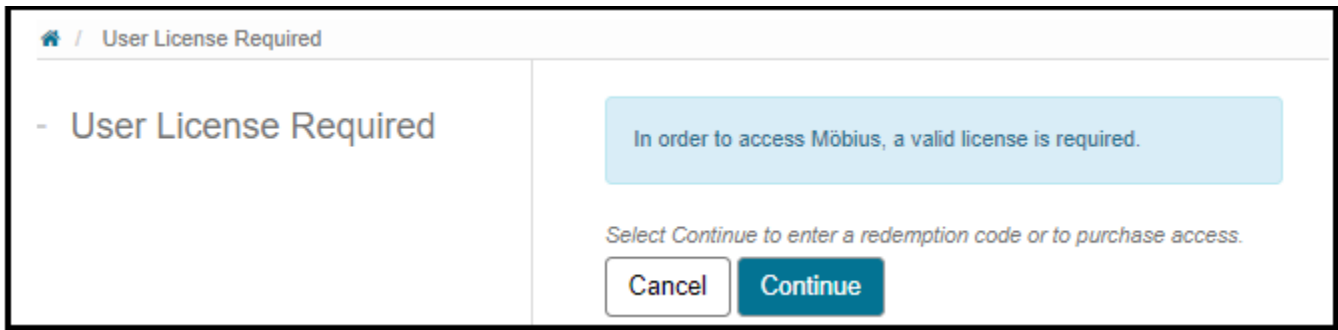 / User License Required
- User License Required
In order to access Möbius, a valid license is required.
Select Continue to enter a redemption code or to purchase access.
Cancel Continue